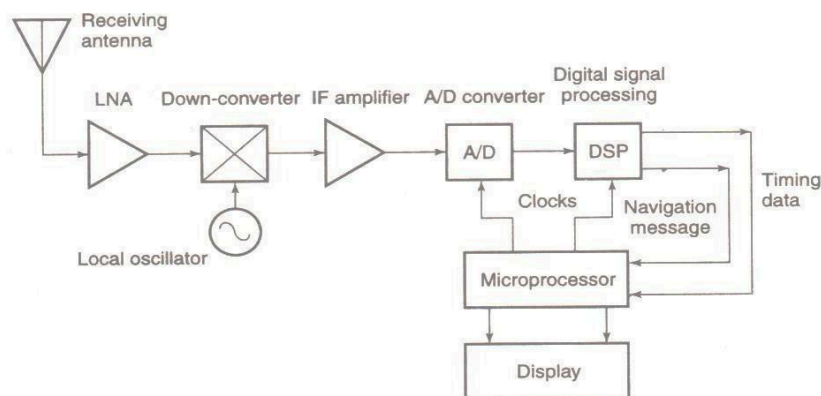 Receiving
antenna
LNA
Down-converter
IF amplifier
A/D converter
Digital signal
processing
A/D
DSP
Clocks
Navigation
message
Timing
data
Local oscillator
Microprocessor
Display